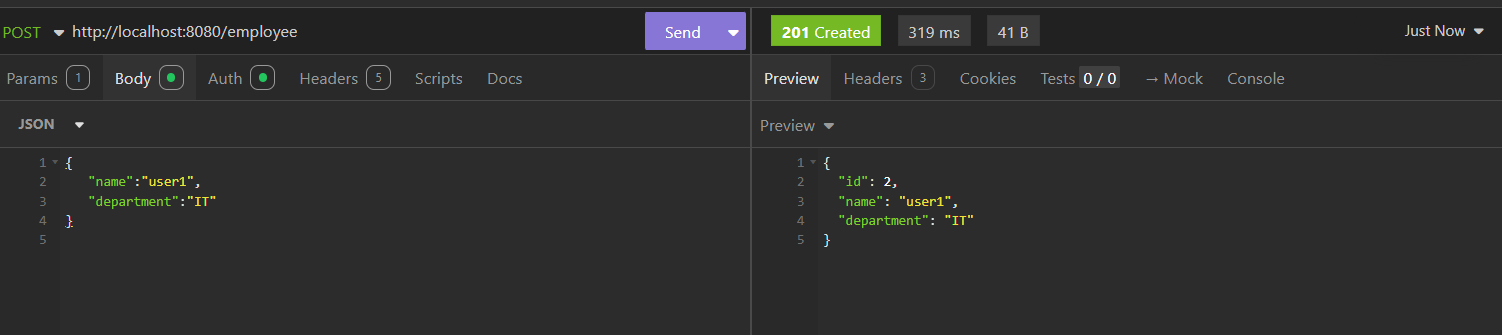 POST http://localhost:8080/employee Send 201 Created 319 ms 41 B Just Now
Params 1 Body Auth Headers 5 Scripts Docs Preview Headers 3 Cookies Tests 0 / 0 → Mock Console
JSON Preview
1 {
2 "name":"user1",
3 "department":"IT"
4 }
5
1 {
2 "id": 2,
3 "name": "user1",
4 "department": "IT"
5 }